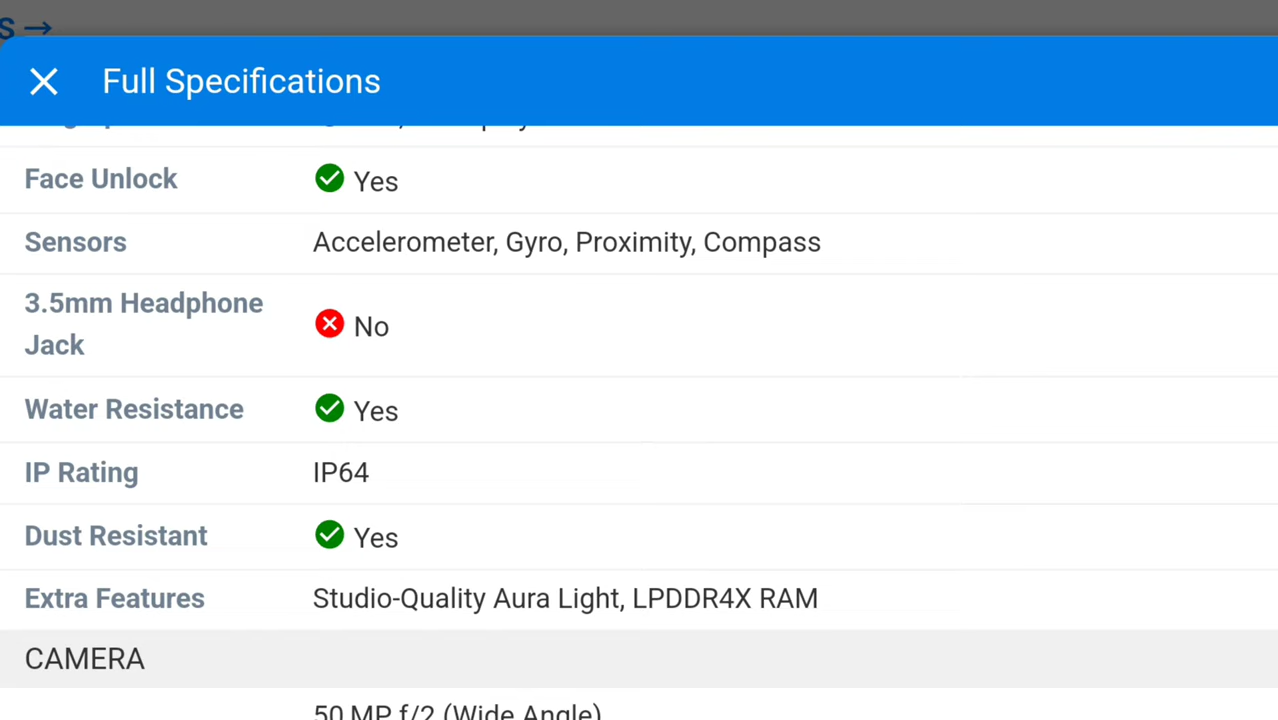 S →
Full Specifications
Face Unlock Yes
Sensors Accelerometer, Gyro, Proximity, Compass
3.5mm Headphone
Jack No
Water Resistance Yes
IP Rating IP64
Dust Resistant Yes
Extra Features Studio-Quality Aura Light, LPDDR4X RAM
CAMERA
50 MP f/2 (Wide Angle)